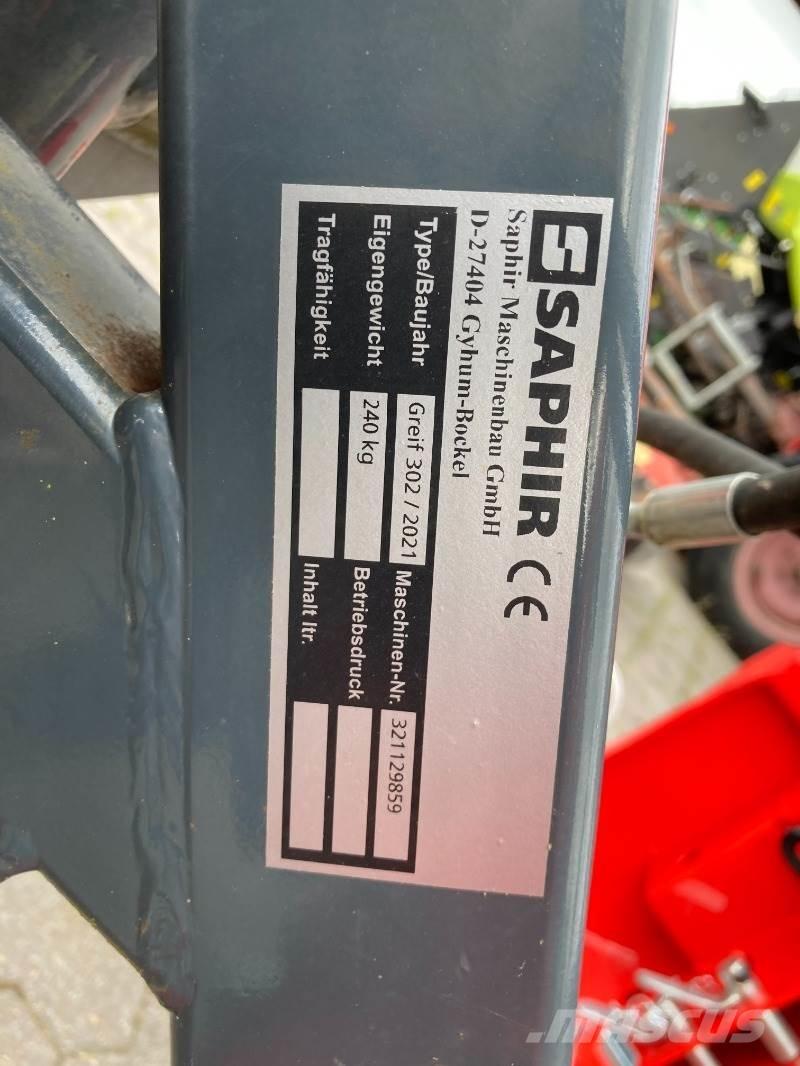 SAPHIR CE
Saphir Maschinenbau GmbH
D-27404 Gyhum-Bockel
Type/Baujahr Greif 302 / 2021 Maschinen-Nr. 321129859
Eigengewicht 240 kg Betriebsdruck
Tragfähigkeit Inhalt ltr.
mascus